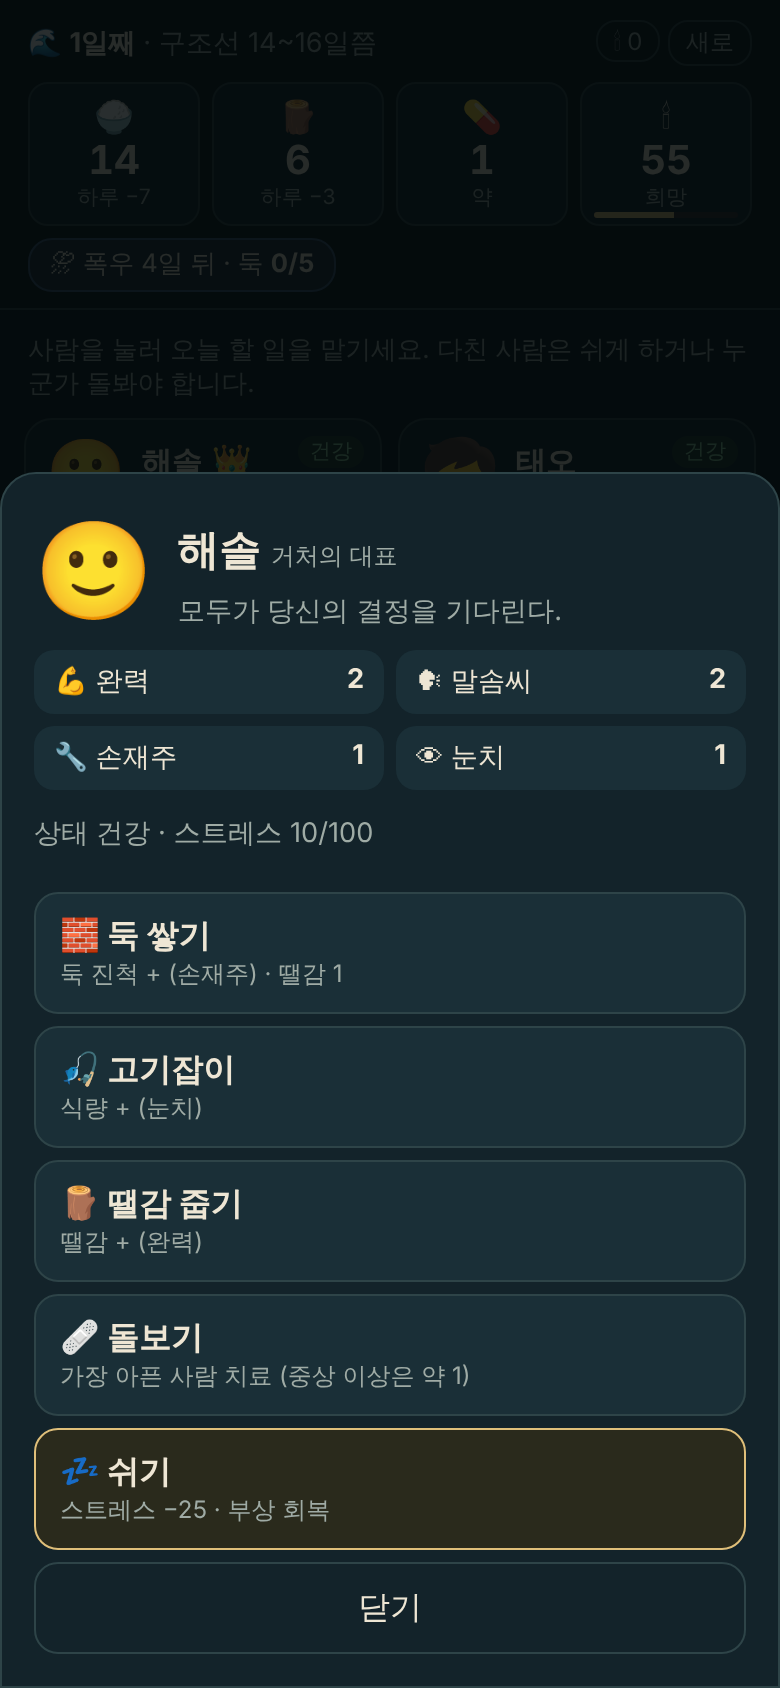 1일째 · 구조선 14~16일쯤
0
새로
14
하루 −7
6
하루 −3
1
약
55
희망
폭우 4일 뒤 · 둑 0/5
사람을 눌러 오늘 할 일을 맡기세요. 다친 사람은 쉬게 하거나 누
군가 돌봐야 합니다.
해솔
건강
태오
건강
해솔 거처의 대표
모두가 당신의 결정을 기다린다.
완력 2
말솜씨 2
손재주 1
눈치 1
상태 건강 · 스트레스 10/100
둑 쌓기
둑 진척 + (손재주) · 땔감 1
고기잡이
식량 + (눈치)
땔감 줍기
땔감 + (완력)
돌보기
가장 아픈 사람 치료 (중상 이상은 약 1)
쉬기
스트레스 −25 · 부상 회복
닫기